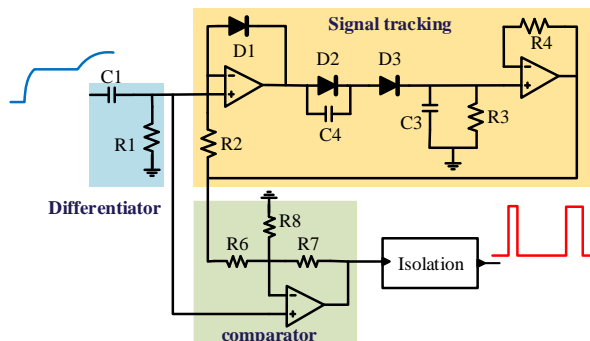 Signal tracking
D1
D2
D3
R4
C1
C4
C3
R3
R1
R2
Differentiator
R8
R6
R7
Isolation
comparator